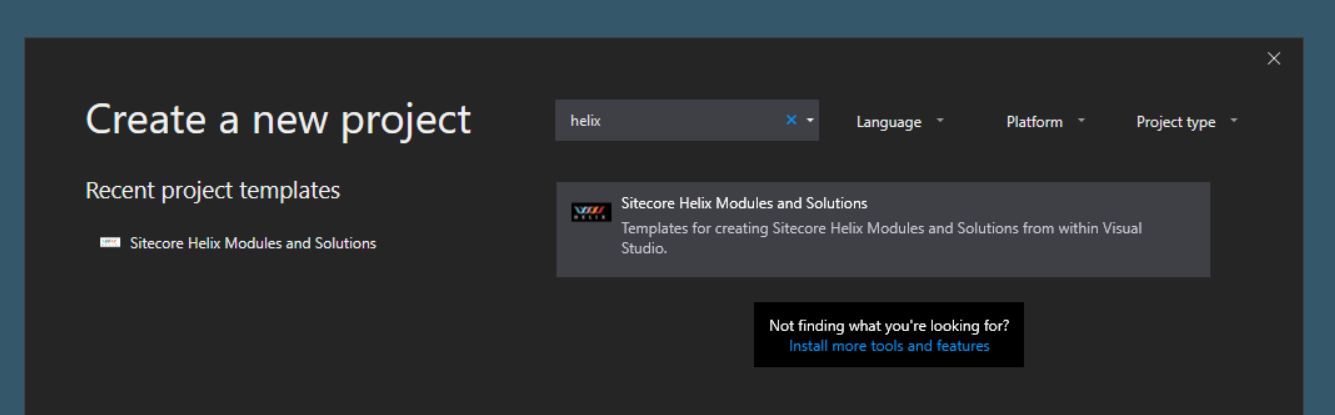 Create a new project
helix
Language
Platform
Project type
Recent project templates
Sitecore Helix Modules and Solutions
Sitecore Helix Modules and Solutions
Templates for creating Sitecore Helix Modules and Solutions from within Visual
Studio.
HELIX
Not finding what you're looking for?
Install more tools and features